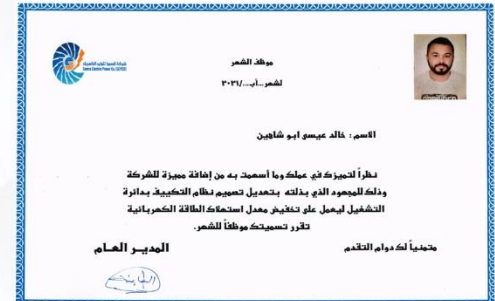 شركة السمرا لتوليد الكهرباء
Samra Electric Power Co.(SEPCO)
موظف الشهر
لشهر...آب.../٢٠٢١
الاسم : خالد عيسى ابو شاهين
نظراً لتميزك في عملك وما أسهمت به من إضافة مميزة للشركة
وذلك للمجهود الذي بذلته بتعديل تصميم نظام التكييف بدائرة
التشغيل ليعمل على تخفيض معدل استهلاك الطاقة الكهربائية
تقرر تسميتك موظفاً للشهر.
متمنياً لك دوام التقدم
المدير العام